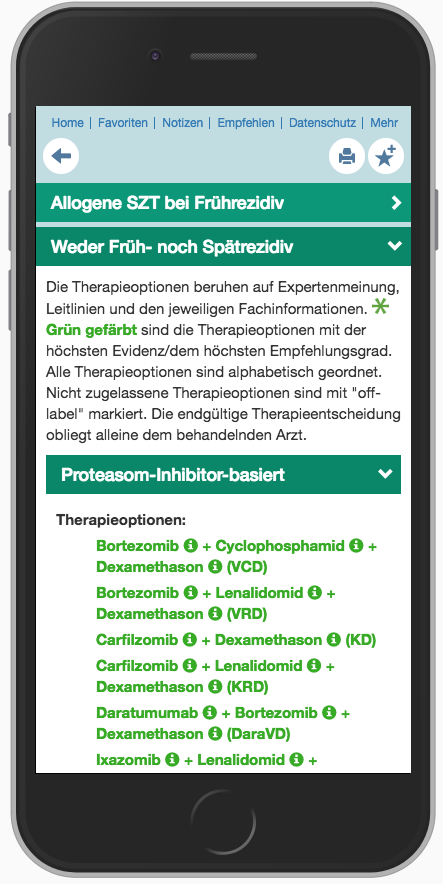 Home | Favoriten | Notizen | Empfehlen | Datenschutz | Mehr
Allogene SZT bei Frührezidiv
Weder Früh- noch Spätrezidiv
Die Therapieoptionen beruhen auf Expertenmeinung,
Leitlinien und den jeweiligen Fachinformationen.
Grün gefärbt sind die Therapieoptionen mit der
höchsten Evidenz/dem höchsten Empfehlungsgrad.
Alle Therapieoptionen sind alphabetisch geordnet.
Nicht zugelassene Therapieoptionen sind mit "off-
label" markiert. Die endgültige Therapieentscheidung
obliegt alleine dem behandelnden Arzt.
Proteasom-Inhibitor-basiert
Therapieoptionen:
Bortezomib + Cyclophosphamid +
Dexamethason (VCD)
Bortezomib + Lenalidomid +
Dexamethason (VRD)
Carfilzomib + Dexamethason (KD)
Carfilzomib + Lenalidomid +
Dexamethason (KRD)
Daratumumab + Bortezomib +
Dexamethason (DaraVD)
Ixazomib + Lenalidomid +